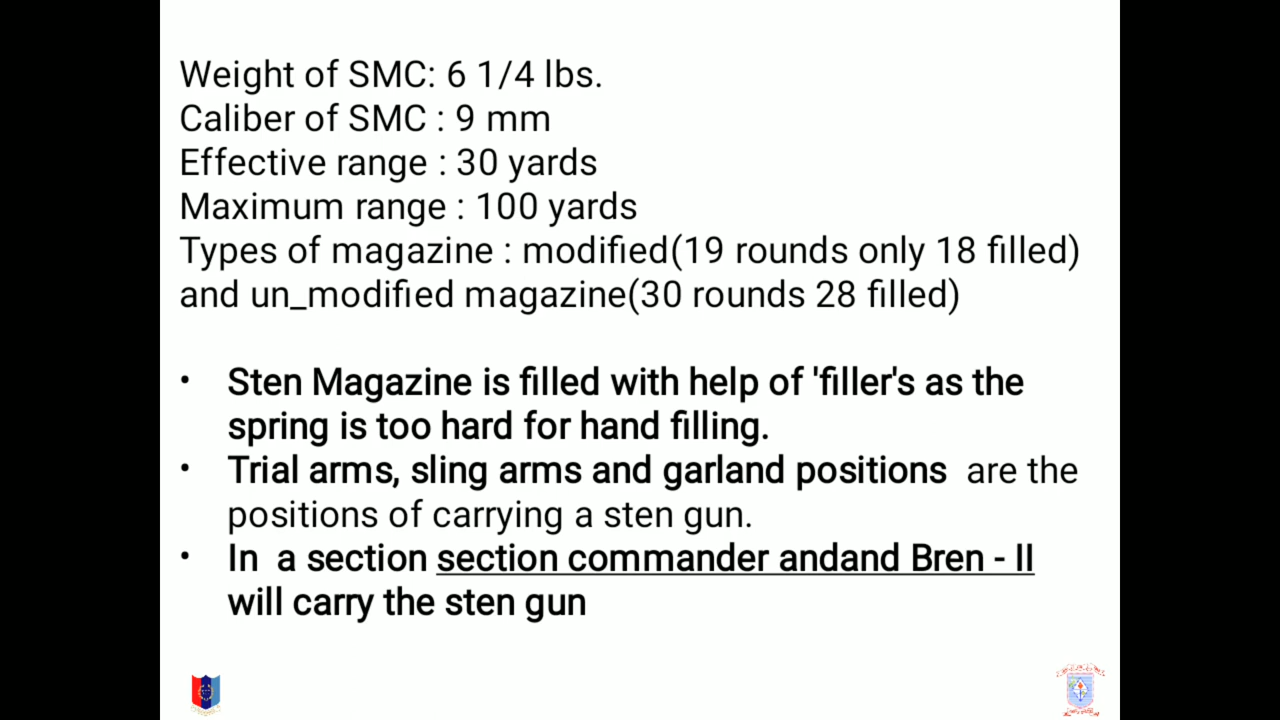 Weight of SMC: 6 1/4 lbs.
Caliber of SMC : 9 mm
Effective range : 30 yards
Maximum range : 100 yards
Types of magazine : modified(19 rounds only 18 filled)
and un_modified magazine(30 rounds 28 filled)
• Sten Magazine is filled with help of 'filler's as the
spring is too hard for hand filling.
• Trial arms, sling arms and garland positions are the
positions of carrying a sten gun.
• In a section section commander andand Bren - II
will carry the sten gun